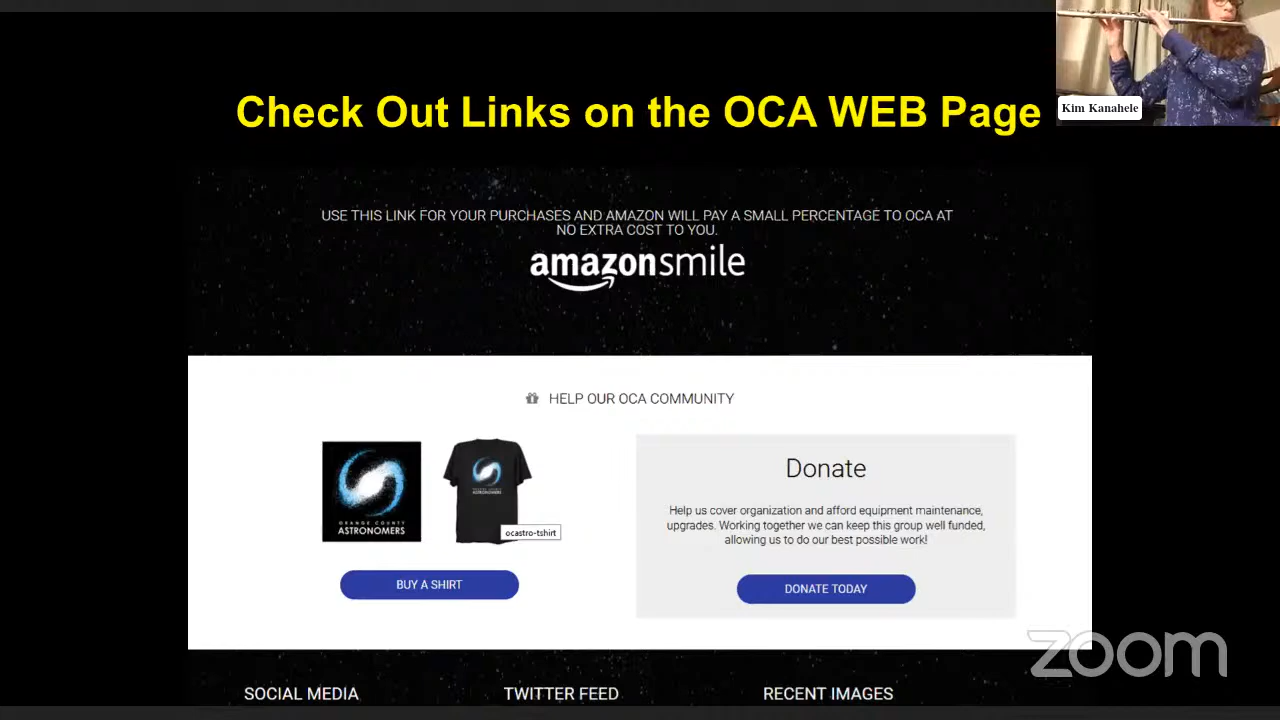 Kim Kanahele
Check Out Links on the OCA WEB Page
USE THIS LINK FOR YOUR PURCHASES AND AMAZON WILL PAY A SMALL PERCENTAGE TO OCA AT
NO EXTRA COST TO YOU.
amazonsmile
HELP OUR OCA COMMUNITY
ORANGE COUNTY
ASTRONOMERS
ORANGE COUNTY
ASTRONOMERS
ocastro-tshirt
BUY A SHIRT
Donate
Help us cover organization and afford equipment maintenance,
upgrades. Working together we can keep this group well funded,
allowing us to do our best possible work!
DONATE TODAY
zoom
SOCIAL MEDIA
TWITTER FEED
RECENT IMAGES